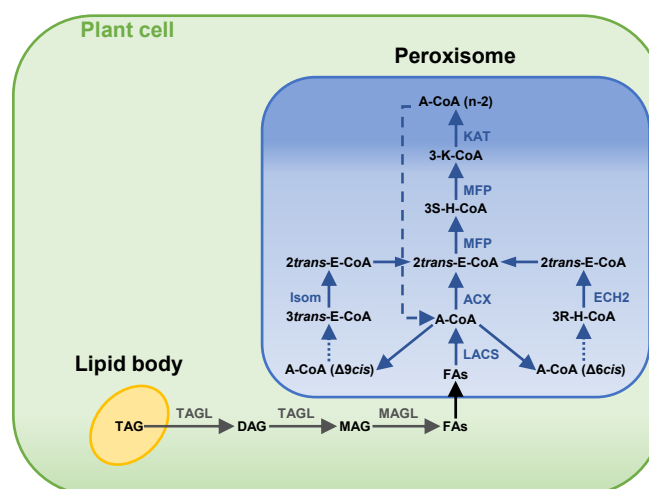 Plant cell
Peroxisome
A-CoA (n-2)
KAT
3-K-CoA
MFP
3S-H-CoA
MFP
2trans-E-CoA
2trans-E-CoA
2trans-E-CoA
Isom
ACX
ECH2
3trans-E-CoA
A-CoA
3R-H-CoA
LACS
A-CoA (Δ9cis)
FAs
A-CoA (Δ6cis)
Lipid body
TAGL
TAGL
MAGL
TAG
DAG
MAG
FAs